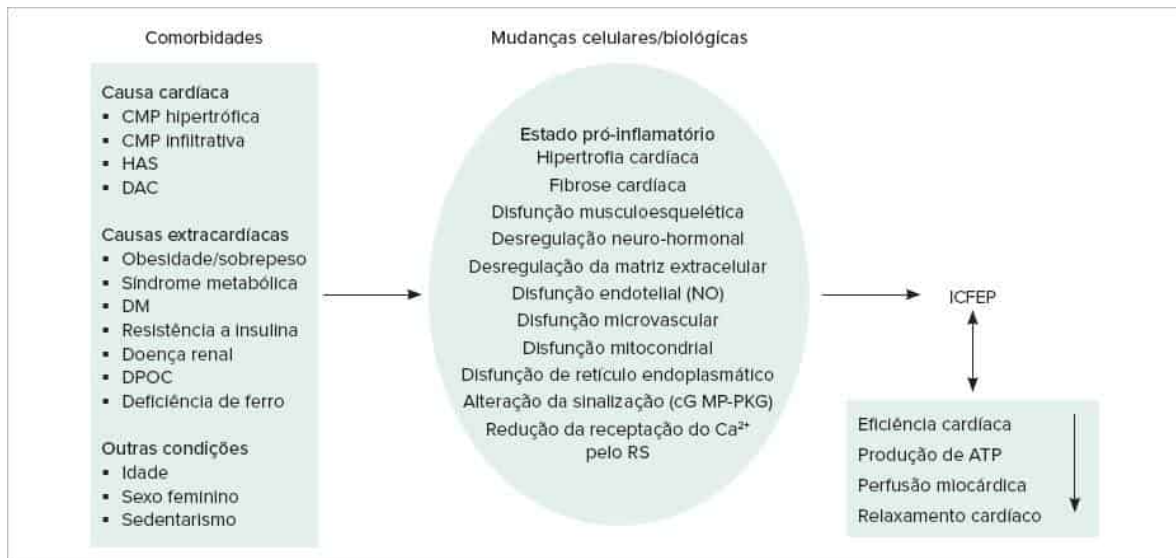 Comorbidades
Causa cardíaca
▪ CMP hipertrófica
▪ CMP infiltrativa
▪ HAS
▪ DAC
Causas extracardíacas
▪ Obesidade/sobrepeso
▪ Síndrome metabólica
▪ DM
▪ Resistência a insulina
▪ Doença renal
▪ DPOC
▪ Deficiência de ferro
Outras condições
▪ Idade
▪ Sexo feminino
▪ Sedentarismo
Mudanças celulares/biológicas
Estado pró-inflamatório
Hipertrofia cardíaca
Fibrose cardíaca
Disfunção musculoesquelética
Desregulação neuro-hormonal
Desregulação da matriz extracelular
Disfunção endotelial (NO)
Disfunção microvascular
Disfunção mitocondrial
Disfunção de retículo endoplasmático
Alteração da sinalização (cG MP-PKG)
Redução da receptação do Ca²⁺
pelo RS
ICFEP
Eficiência cardíaca
Produção de ATP
Perfusão miocárdica
Relaxamento cardíaco